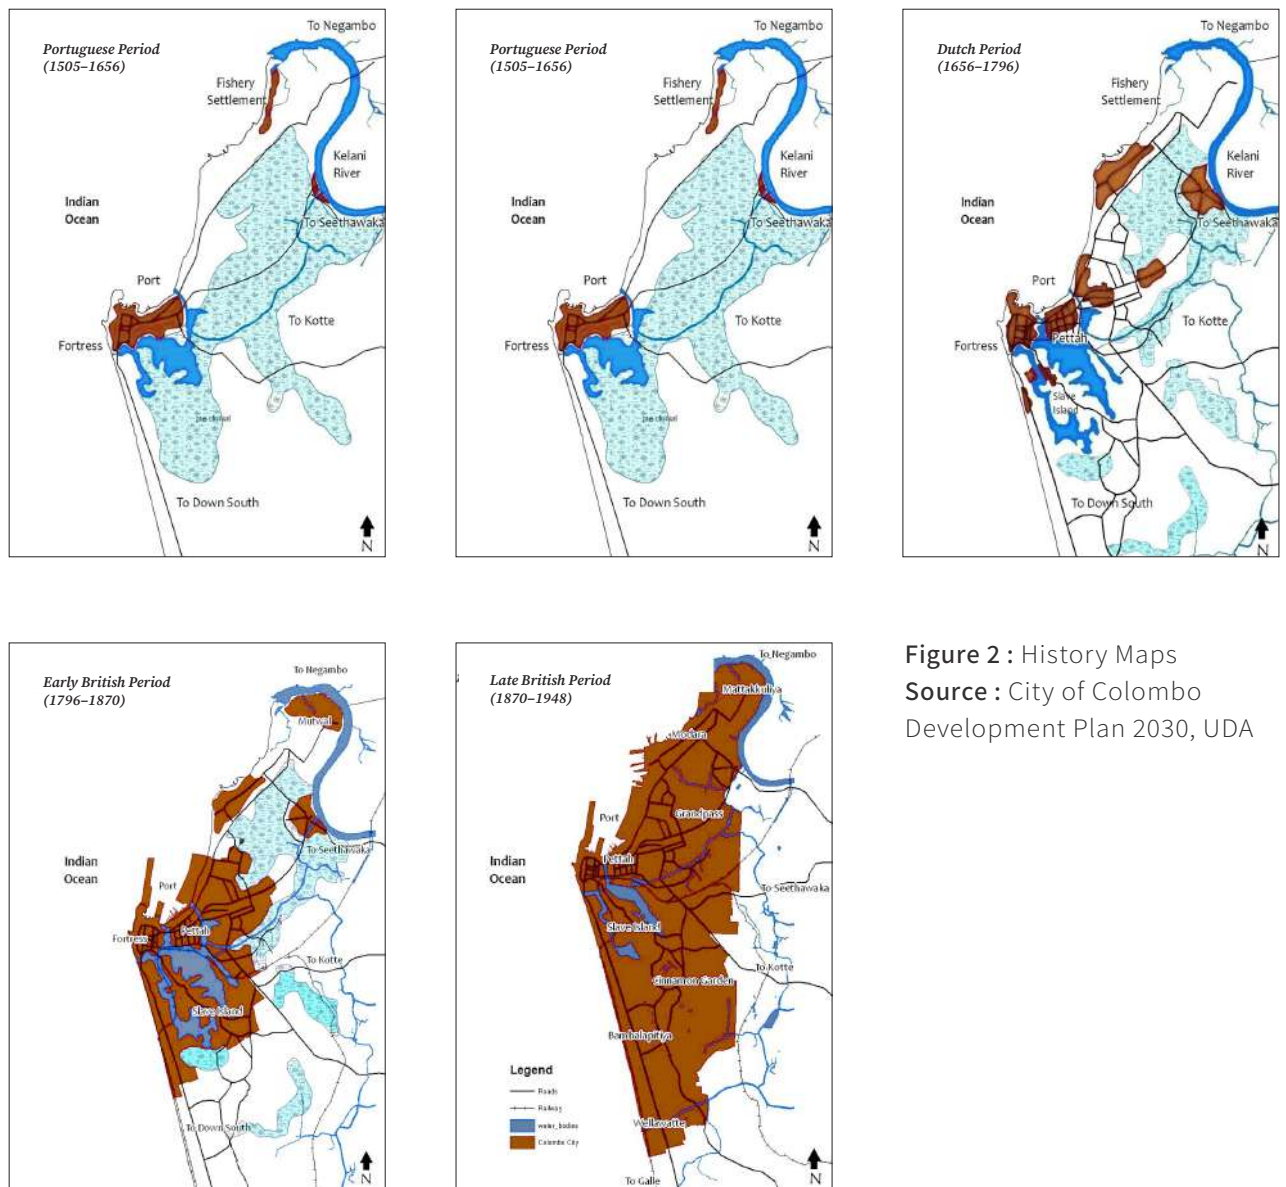 Portuguese Period
(1505–1656)
To Negambo
Fishery
Settlement
Kelani
River
Indian
Ocean
To Seethawaka
Port
To Kotte
Fortress
To Down South
N
Portuguese Period
(1505–1656)
To Negambo
Fishery
Settlement
Kelani
River
Indian
Ocean
To Seethawaka
Port
To Kotte
Fortress
To Down South
N
Dutch Period
(1656–1796)
To Negambo
Fishery
Settlement
Kelani
River
Indian
Ocean
To Seethawaka
Port
To Kotte
Fortress
Pettah
Slave
Island
To Down South
N
Early British Period
(1796–1870)
To Negambo
Mutwal
Indian
Ocean
To Seethawaka
Port
Pettah
Fortress
To Kotte
Slave Island
To Down South
N
Late British Period
(1870–1948)
To Negambo
Mattakkuliya
Modara
Port
Grandpass
Indian
Ocean
Pettah
To Seethawaka
Slave Island
To Kotte
Cinnamon Garden
Bambalapitiya
Legend
Roads
Railway
water_bodies
Colombo City
Wellawatte
To Galle
N
Figure 2 : History Maps
Source : City of Colombo
Development Plan 2030, UDA